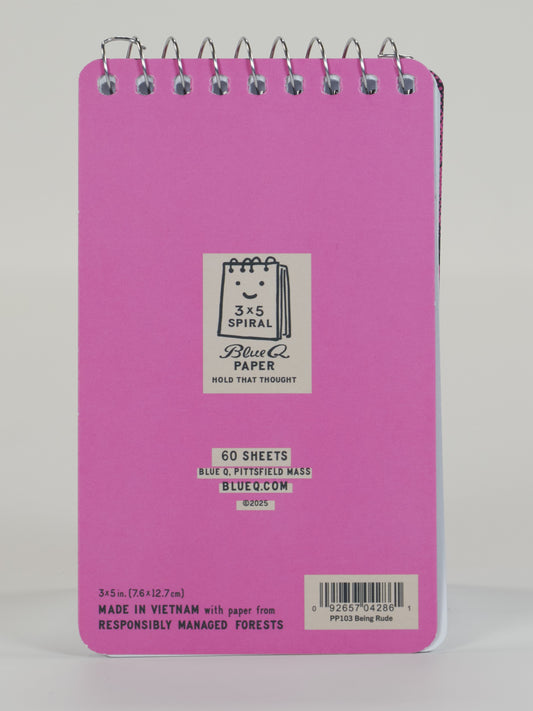 3×5
SPIRAL
Blue Q
PAPER
HOLD THAT THOUGHT
60 SHEETS
BLUE Q, PITTSFIELD MASS
BLUEQ.COM
©2025
3×5 in. (7.6×12.7cm)
MADE IN VIETNAM with paper from
RESPONSIBLY MANAGED FORESTS
0 92657 04286 1
PP103 Being Rude